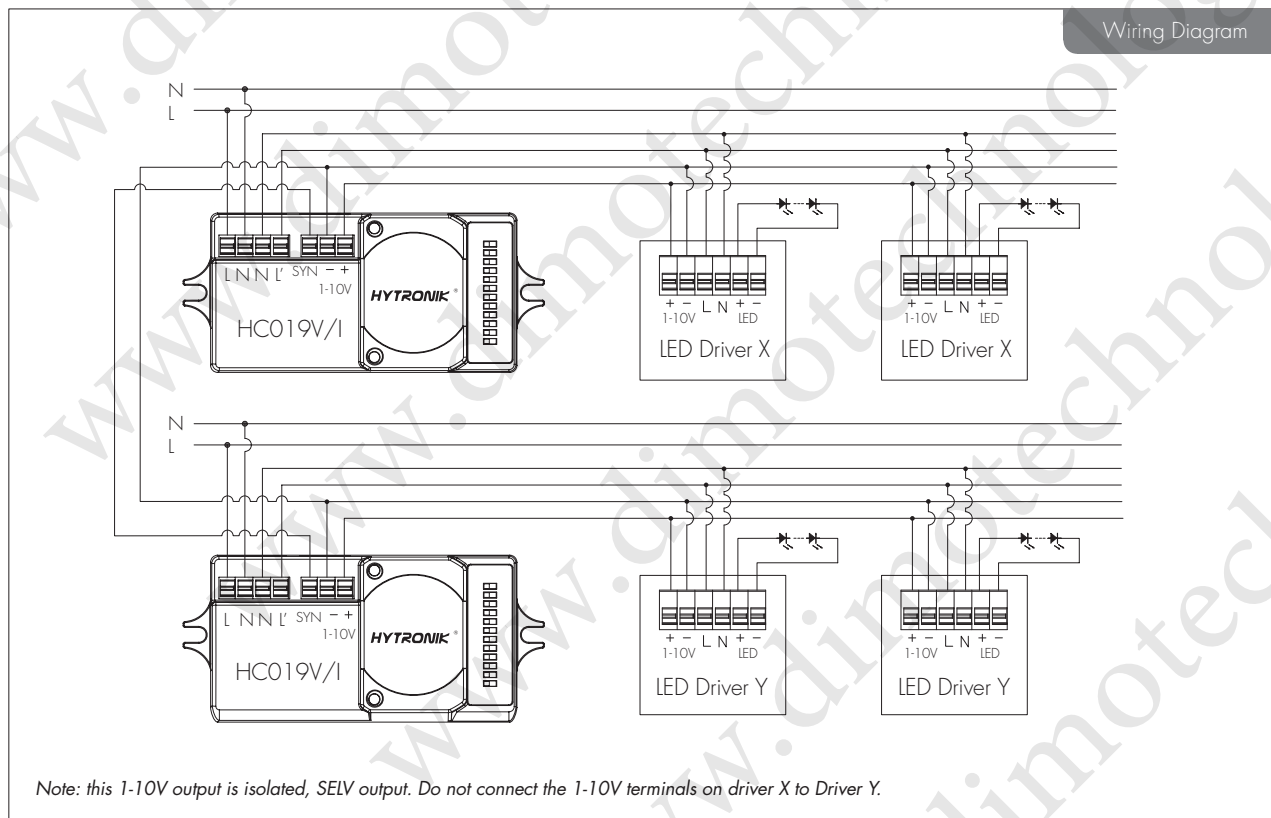 Wiring Diagram
N
L
L N N L' SYN − +
1-10V
HYTRONIK ®
HC019V/I
+ − L N + −
1-10V LED
LED Driver X
+ − L N + −
1-10V LED
LED Driver X
N
L
L N N L' SYN − +
1-10V
HYTRONIK ®
HC019V/I
+ − L N + −
1-10V LED
LED Driver Y
+ − L N + −
1-10V LED
LED Driver Y
Note: this 1-10V output is isolated, SELV output. Do not connect the 1-10V terminals on driver X to Driver Y.